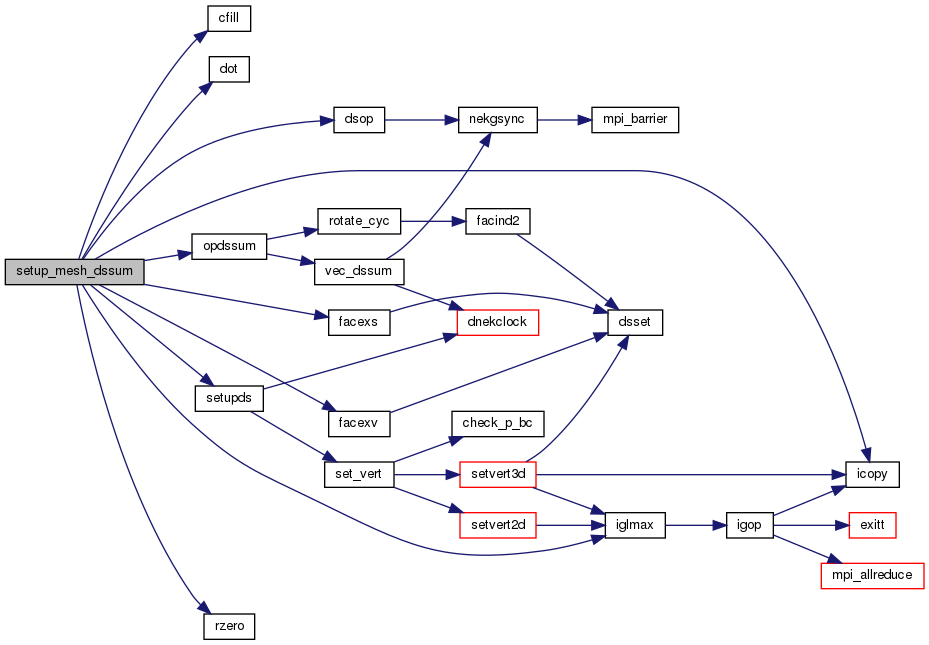 cfill
dot
dsop
nekgsync
mpi_barrier
rotate_cyc
facind2
opdssum
setup_mesh_dssum
vec_dssum
facexs
dnekclock
dsset
setupds
facexv
check_p_bc
set_vert
setvert3d
icopy
setvert2d
iglmax
igop
exitt
mpi_allreduce
rzero